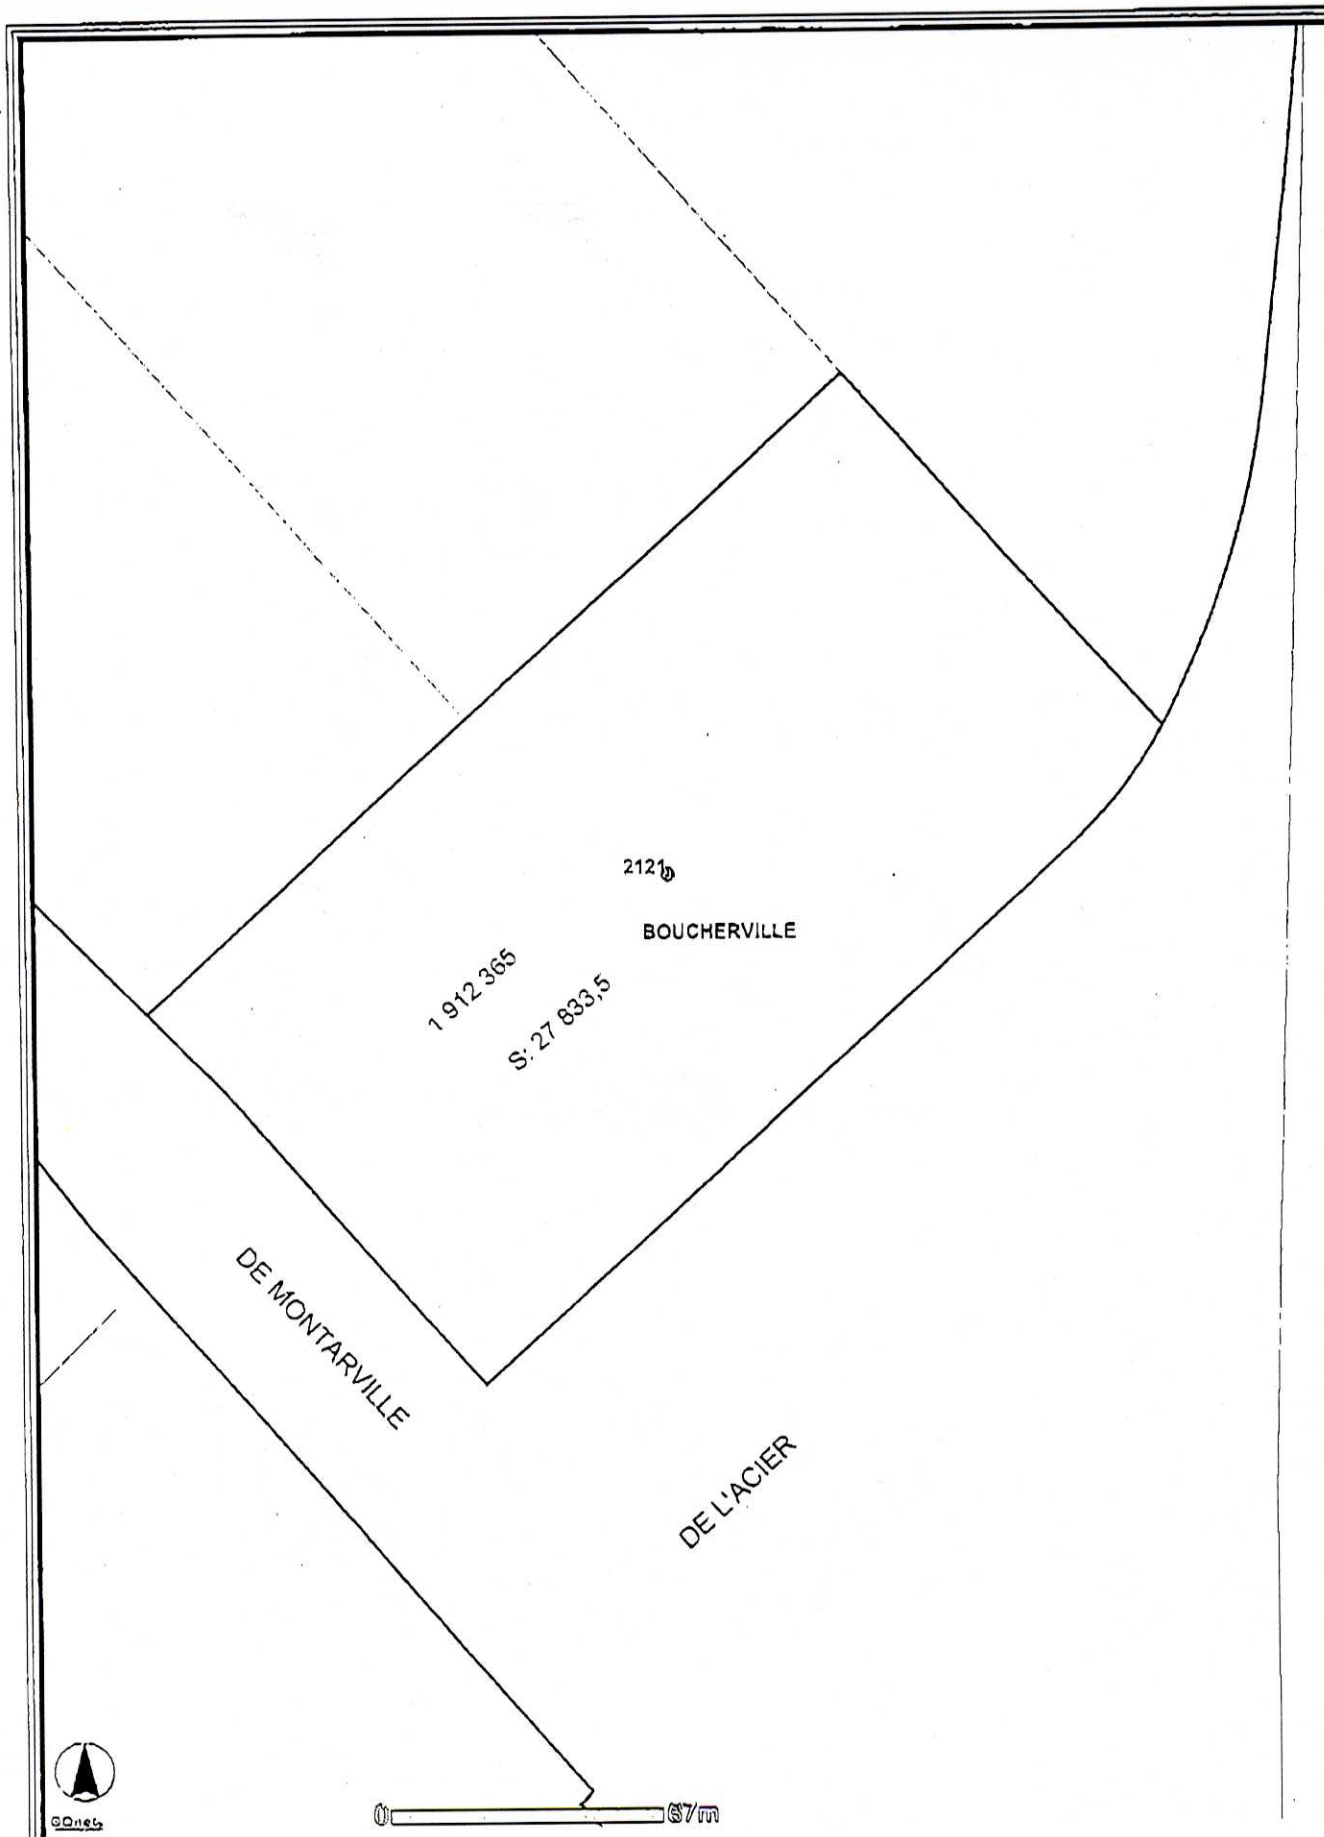 2121
BOUCHERVILLE
1 912 365
S: 27 833,5
DE MONTARVILLE
DE L'ACIER
0 67m